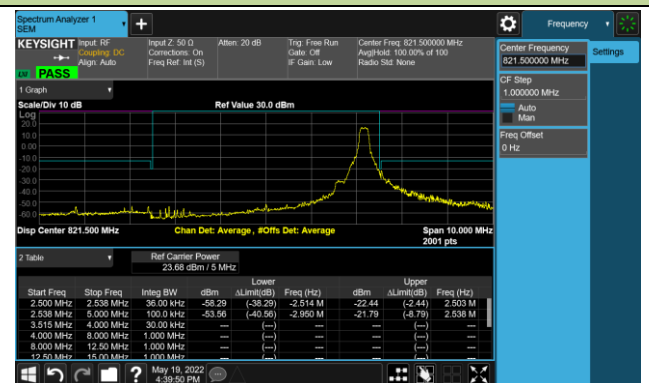 Spectrum Analyzer 1
SEM
+
Frequency
KEYSIGHT
Input: RF
Coupling: DC
Align: Auto
Input Z: 50 Ω
Corrections: On
Freq Ref: Int (S)
Atten: 20 dB
Trig: Free Run
Gate: Off
IF Gain: Low
Center Freq: 821.500000 MHz
Avg|Hold: 100.00% of 100
Radio Std: None
PASS
Center Frequency
821.500000 MHz
Settings
CF Step
1.000000 MHz
Auto
Man
Freq Offset
0 Hz
1 Graph
Scale/Div 10 dB
Ref Value 30.0 dBm
Log
20.0
10.0
0.00
-10.0
-20.0
-30.0
-40.0
-50.0
-60.0
Disp Center 821.500 MHz
Chan Det: Average , #Offs Det: Average
Span 10.000 MHz
2001 pts
2 Table
Ref Carrier Power
23.68 dBm / 5 MHz
Lower Upper
Start Freq Stop Freq Integ BW dBm ΔLimit(dB) Freq (Hz) dBm ΔLimit(dB) Freq (Hz)
2.500 MHz 2.538 MHz 36.00 kHz -58.29 (-38.29) -2.514 M -22.44 (-2.44) 2.503 M
2.538 MHz 5.000 MHz 100.0 kHz -53.56 (-40.56) -2.950 M -21.79 (-8.79) 2.538 M
3.515 MHz 4.000 MHz 30.00 kHz --- (---) --- --- (---) ---
4.000 MHz 8.000 MHz 1.000 MHz --- (---) --- --- (---) ---
8.000 MHz 12.50 MHz 1.000 MHz --- (---) --- --- (---) ---
12.50 MHz 15.00 MHz 1.000 MHz --- (---) --- --- (---) ---
?
May 19, 2022
4:39:50 PM